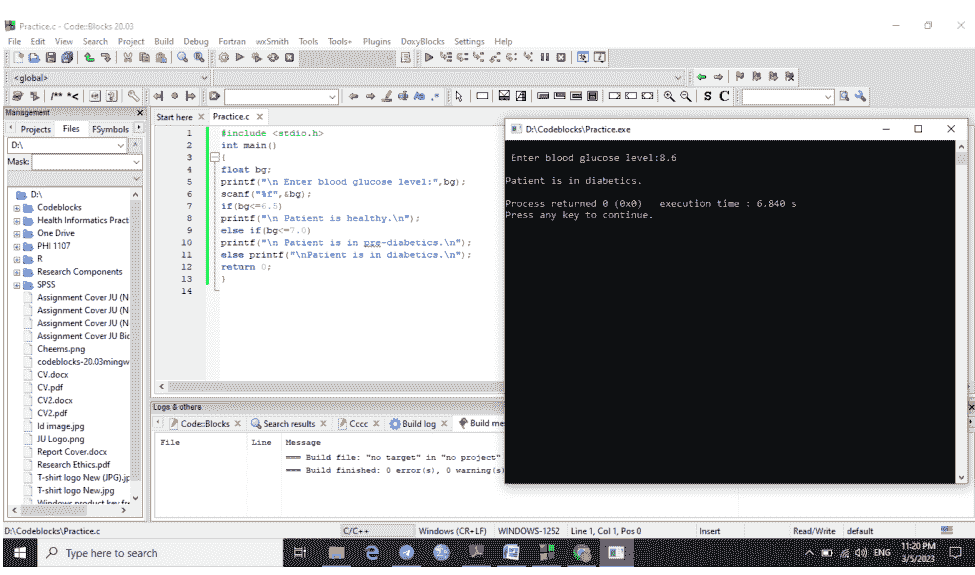 Practice.c - Code::Blocks 20.03
File Edit View Search Project Build Debug Fortran wxSmith Tools Tools+ Plugins DoxyBlocks Settings Help
<global>
/** *<
S C
Management
Projects Files FSymbols
D:\
Mask:
D:\
Codeblocks
Health Informatics Pract
One Drive
PHI 1107
R
Research Components
SPSS
Assignment Cover JU (N
Assignment Cover JU (N
Assignment Cover JU (N
Assignment Cover JU Bic
Cheems.png
codeblocks-20.03mingw
CV.docx
CV.pdf
CV2.docx
CV2.pdf
Id image.jpg
JU Logo.png
Report Cover.docx
Research Ethics.pdf
T-shirt logo New (JPG).jp
T-shirt logo New.jpg
Windows product key fr
Start here Practice.c
1 #include <stdio.h>
2 int main()
3 {
4 float bg;
5 printf("\n Enter blood glucose level:",bg);
6 scanf("%f",&bg);
7 if(bg<=6.5)
8 printf("\n Patient is healthy.\n");
9 else if(bg<=7.0)
10 printf("\n Patient is in pre-diabetics.\n");
11 else printf("\nPatient is in diabetics.\n");
12 return 0;
13 }
14
D:\Codeblocks\Practice.exe
Enter blood glucose level:8.6
Patient is in diabetics.
Process returned 0 (0x0) execution time : 6.840 s
Press any key to continue.
Logs & others
Code::Blocks Search results Cccc Build log Build me
File Line Message
=== Build file: "no target" in "no project"
=== Build finished: 0 error(s), 0 warning(s)
D:\Codeblocks\Practice.c C/C++ Windows (CR+LF) WINDOWS-1252 Line 1, Col 1, Pos 0 Insert Read/Write default
Type here to search
ENG
11:20 PM
3/5/2023